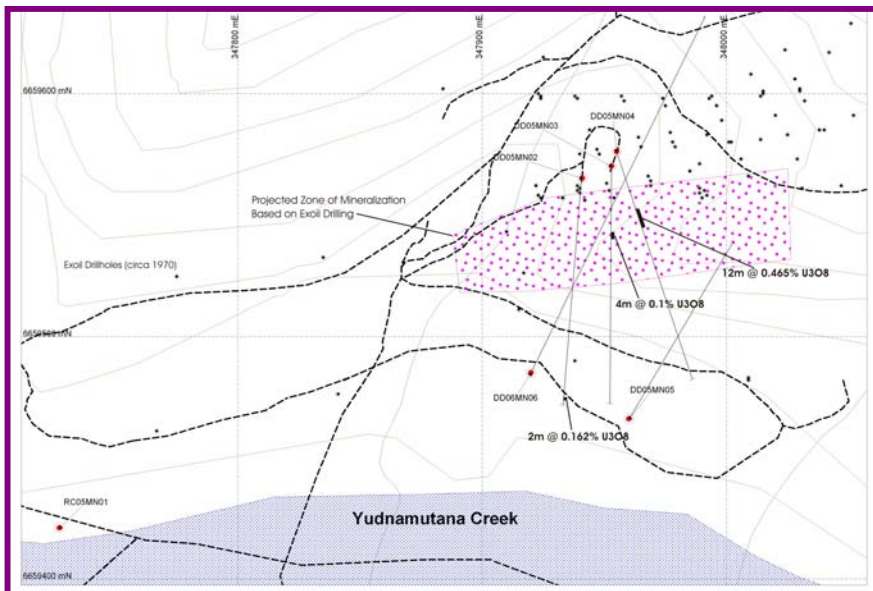 347800 mE
347900 mE
348000 mE
6659600 mN
DD05MN04
DD05MN03
DD05MN02
Projected Zone of Mineralization
Based on Exoil Drilling
Exoil Drillholes (circa 1970)
12m @ 0.465% U3O8
4m @ 0.1% U3O8
DD06MN06
DD05MN05
2m @ 0.162% U3O8
RC05MN01
Yudnamutana Creek
6659400 mN